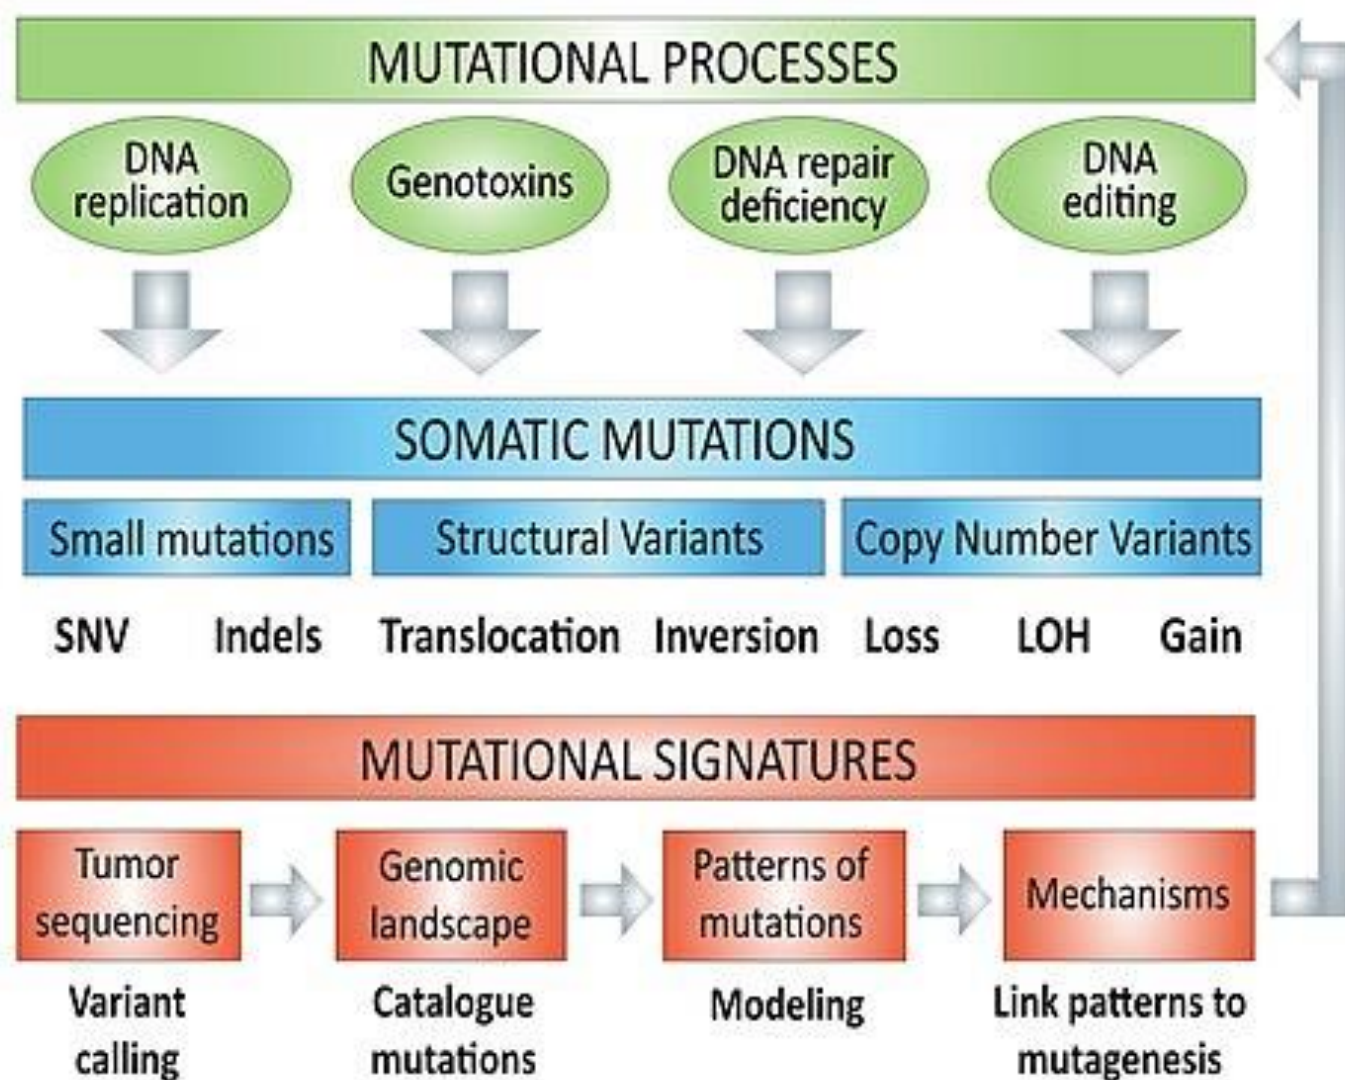 MUTATIONAL PROCESSES
DNA
replication
Genotoxins
DNA repair
deficiency
DNA
editing
SOMATIC MUTATIONS
Small mutations
Structural Variants
Copy Number Variants
SNV
Indels
Translocation
Inversion
Loss
LOH
Gain
MUTATIONAL SIGNATURES
Tumor
sequencing
Genomic
landscape
Patterns of
mutations
Mechanisms
Variant
calling
Catalogue
mutations
Modeling
Link patterns to
mutagenesis